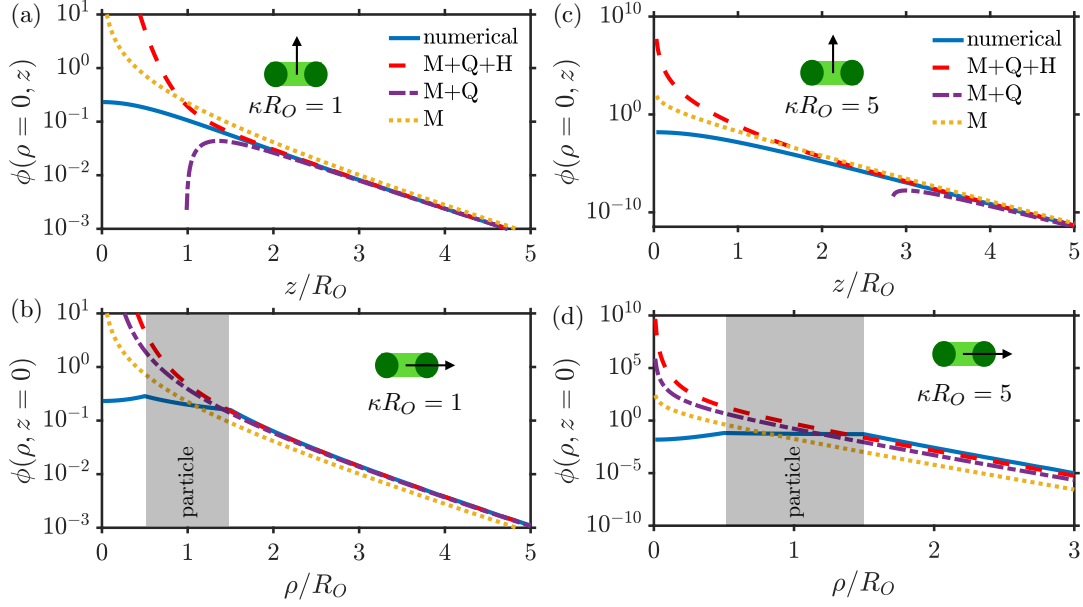 (a)
ϕ(ρ = 0, z)
10^1
10^0
10^-1
10^-2
10^-3
0 1 2 3 4 5
z/R_O
κR_O = 1
numerical
M+Q+H
M+Q
M
(c)
ϕ(ρ = 0, z)
10^10
10^0
10^-10
0 1 2 3 4 5
z/R_O
κR_O = 5
numerical
M+Q+H
M+Q
M
(b)
ϕ(ρ, z = 0)
10^1
10^0
10^-1
10^-2
10^-3
0 1 2 3 4 5
ρ/R_O
particle
κR_O = 1
(d)
ϕ(ρ, z = 0)
10^10
10^5
10^0
10^-5
10^-10
0 1 2 3
ρ/R_O
particle
κR_O = 5